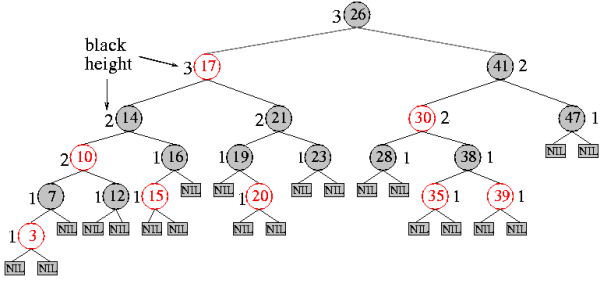 3 26
black
height
3 17 41 2
2 14 2 21 30 2 47 1
NIL NIL
2 10 1 16 1 19 1 23 28 1 38 1
NIL NIL NIL NIL NIL NIL
1 7 1 12 1 15 1 20 35 1 39 1
NIL NIL NIL NIL NIL NIL NIL NIL NIL NIL NIL
1 3
NIL NIL